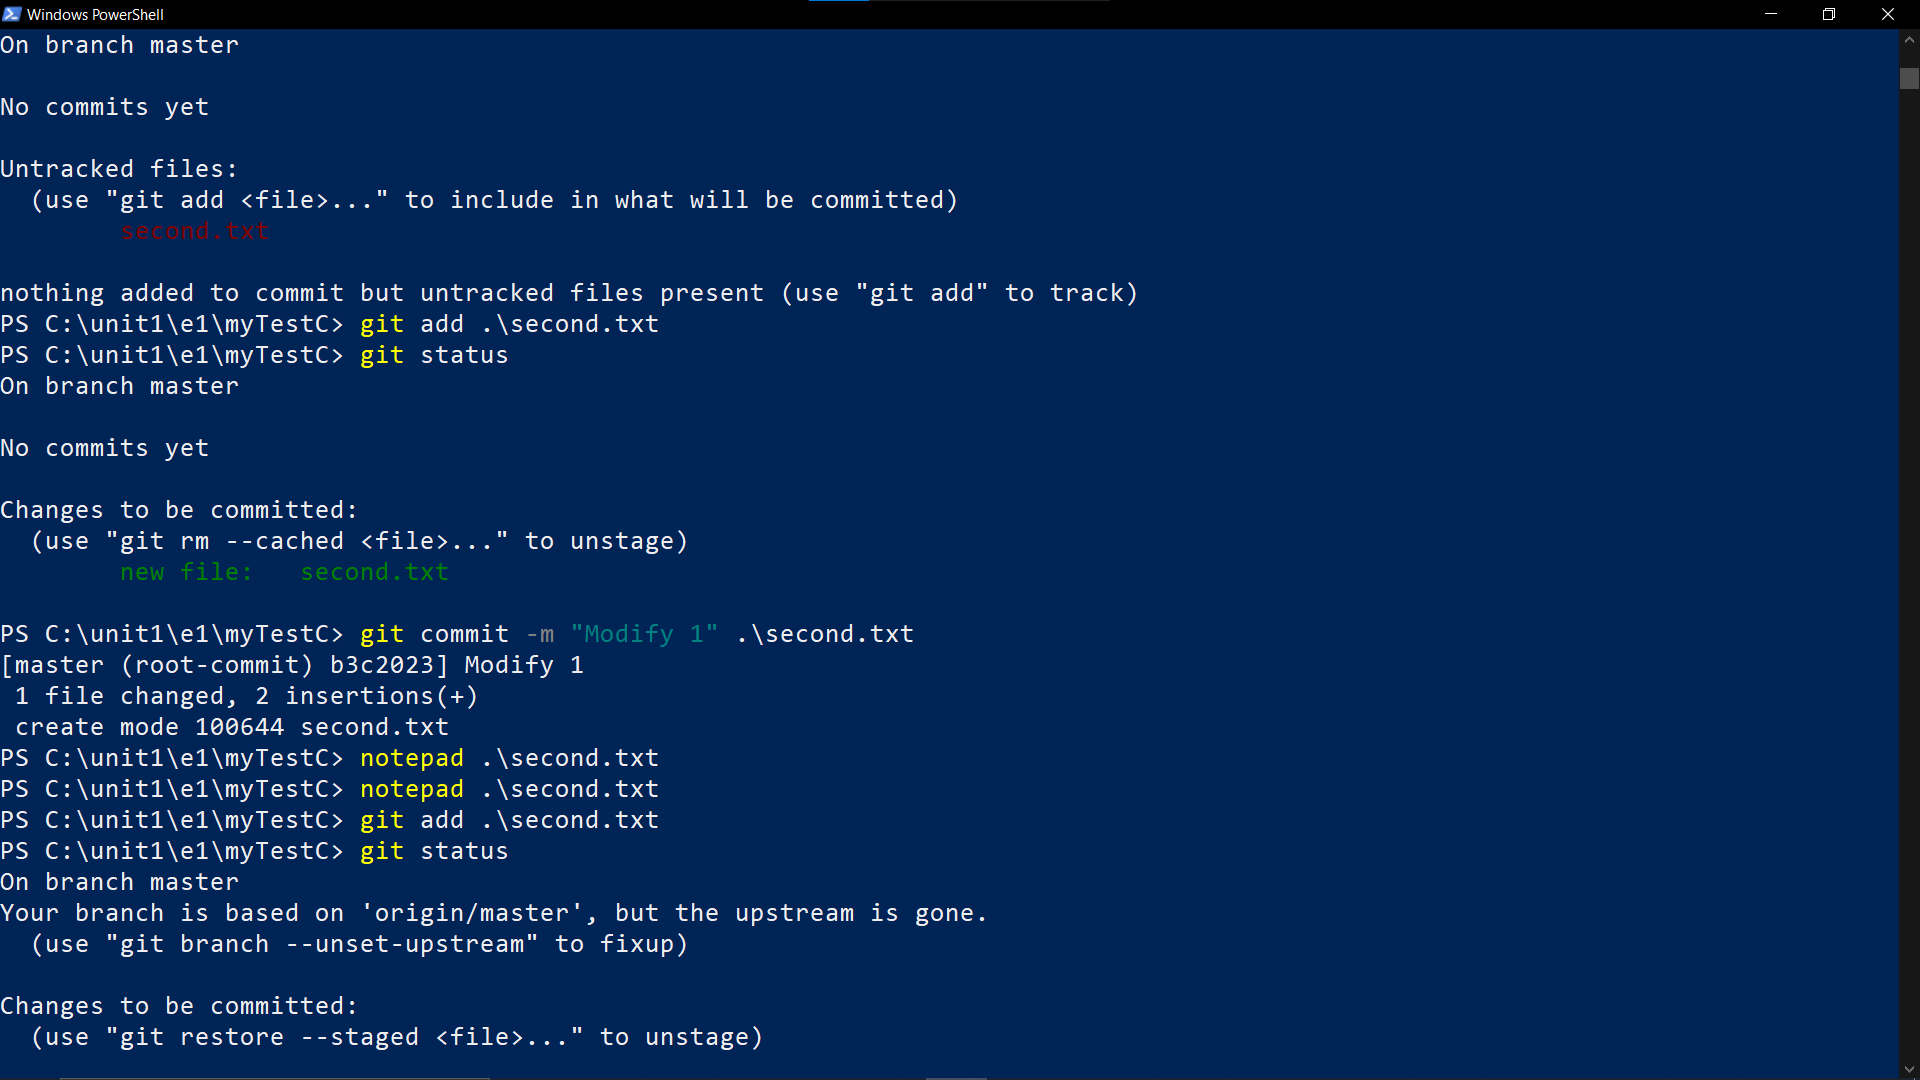 Windows PowerShell
On branch master
No commits yet
Untracked files:
  (use "git add <file>..." to include in what will be committed)
        second.txt
nothing added to commit but untracked files present (use "git add" to track)
PS C:\unit1\e1\myTestC> git add .\second.txt
PS C:\unit1\e1\myTestC> git status
On branch master
No commits yet
Changes to be committed:
  (use "git rm --cached <file>..." to unstage)
        new file:   second.txt
PS C:\unit1\e1\myTestC> git commit -m "Modify 1" .\second.txt
[master (root-commit) b3c2023] Modify 1
 1 file changed, 2 insertions(+)
 create mode 100644 second.txt
PS C:\unit1\e1\myTestC> notepad .\second.txt
PS C:\unit1\e1\myTestC> notepad .\second.txt
PS C:\unit1\e1\myTestC> git add .\second.txt
PS C:\unit1\e1\myTestC> git status
On branch master
Your branch is based on 'origin/master', but the upstream is gone.
  (use "git branch --unset-upstream" to fixup)
Changes to be committed:
  (use "git restore --staged <file>..." to unstage)